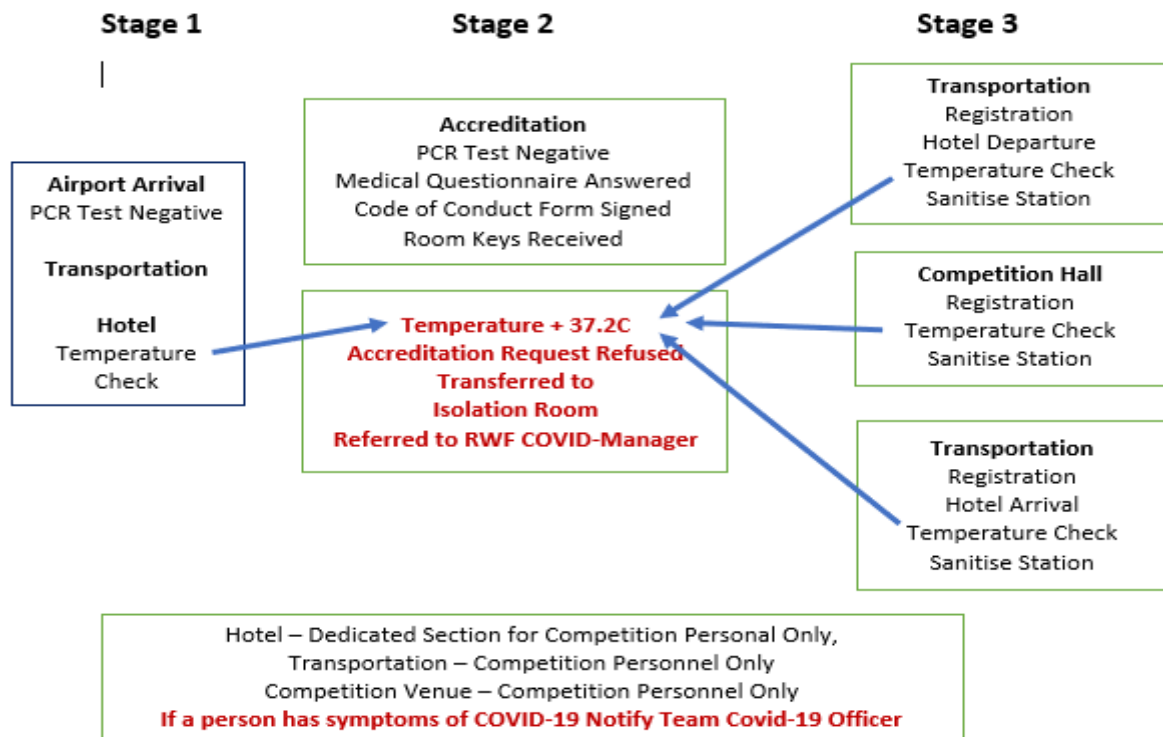 Stage 1
Stage 2
Stage 3
Airport Arrival
PCR Test Negative
Transportation
Hotel
Temperature
Check
Accreditation
PCR Test Negative
Medical Questionnaire Answered
Code of Conduct Form Signed
Room Keys Received
Temperature + 37.2C
Accreditation Request Refused
Transferred to
Isolation Room
Referred to RWF COVID-Manager
Transportation
Registration
Hotel Departure
Temperature Check
Sanitise Station
Competition Hall
Registration
Temperature Check
Sanitise Station
Transportation
Registration
Hotel Arrival
Temperature Check
Sanitise Station
Hotel – Dedicated Section for Competition Personal Only,
Transportation – Competition Personnel Only
Competition Venue – Competition Personnel Only
If a person has symptoms of COVID-19 Notify Team Covid-19 Officer